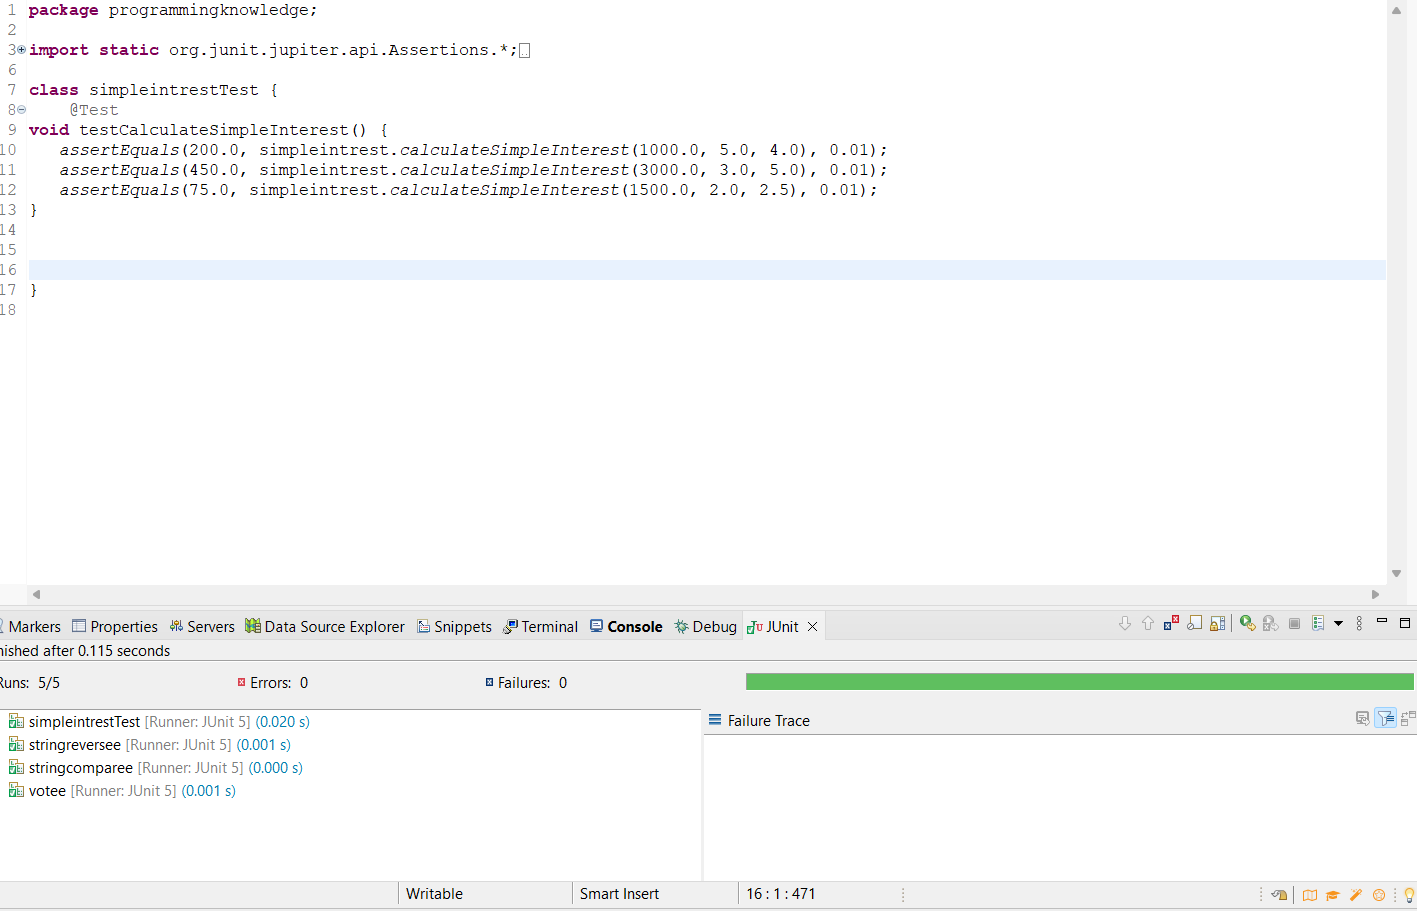 1 package programmingknowledge;
2
3 import static org.junit.jupiter.api.Assertions.*;
6
7 class simpleintrestTest {
8 @Test
9 void testCalculateSimpleInterest() {
10 assertEquals(200.0, simpleintrest.calculateSimpleInterest(1000.0, 5.0, 4.0), 0.01);
11 assertEquals(450.0, simpleintrest.calculateSimpleInterest(3000.0, 3.0, 5.0), 0.01);
12 assertEquals(75.0, simpleintrest.calculateSimpleInterest(1500.0, 2.0, 2.5), 0.01);
13 }
14
15
16
17 }
18
Markers Properties Servers Data Source Explorer Snippets Terminal Console Debug JUnit
nished after 0.115 seconds
Runs: 5/5 Errors: 0 Failures: 0
simpleintrestTest [Runner: JUnit 5] (0.020 s)
Failure Trace
stringreversee [Runner: JUnit 5] (0.001 s)
stringcomparee [Runner: JUnit 5] (0.000 s)
votee [Runner: JUnit 5] (0.001 s)
Writable Smart Insert 16 : 1 : 471